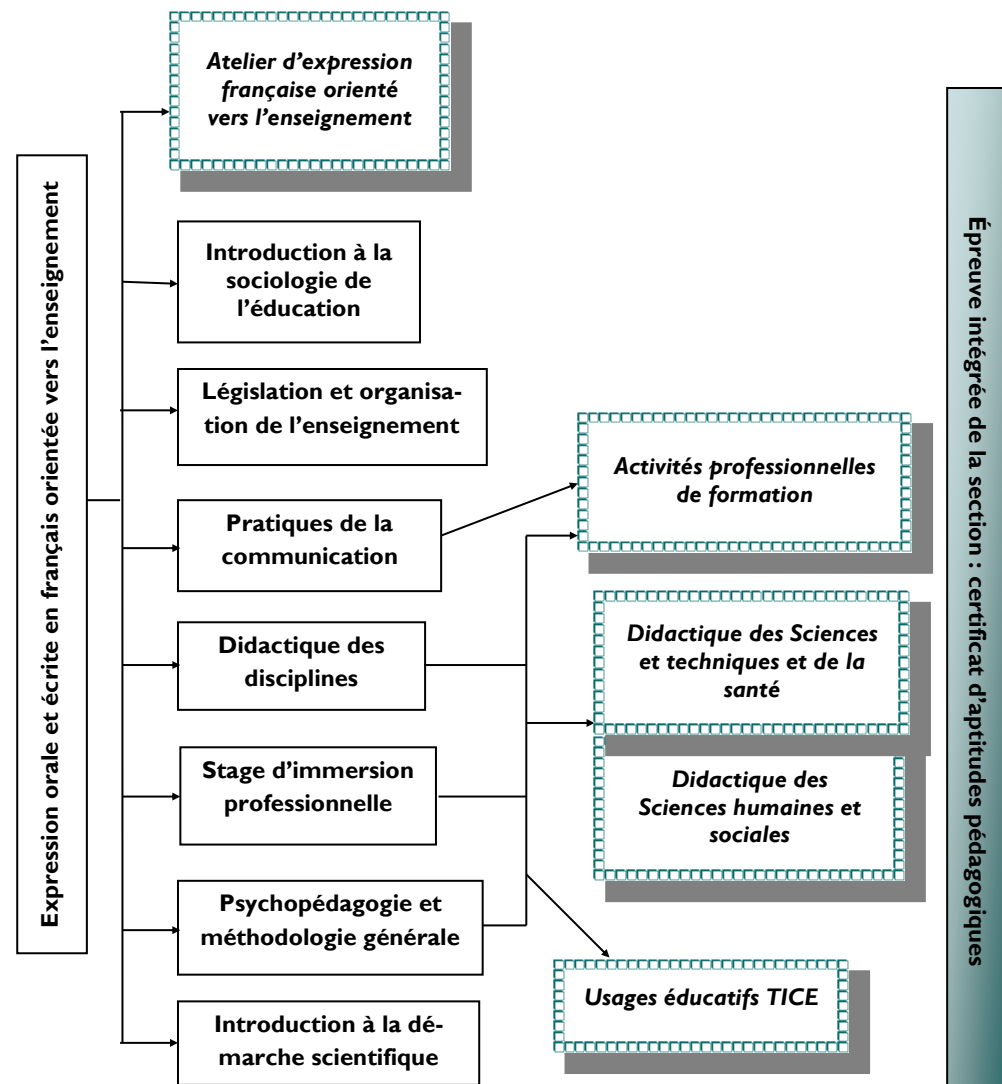 Expression orale et écrite en français orientée vers l'enseignement
Atelier d'expression
française orienté
vers l'enseignement
Introduction à la
sociologie de
l'éducation
Législation et organisa-
tion de l'enseignement
Pratiques de la
communication
Didactique des
disciplines
Stage d'immersion
professionnelle
Psychopédagogie et
méthodologie générale
Introduction à la dé-
marche scientifique
Activités professionnelles
de formation
Didactique des Sciences
et techniques et de la
santé
Didactique des
Sciences humaines et
sociales
Usages éducatifs TICE
Épreuve intégrée de la section : certificat d'aptitudes pédagogiques